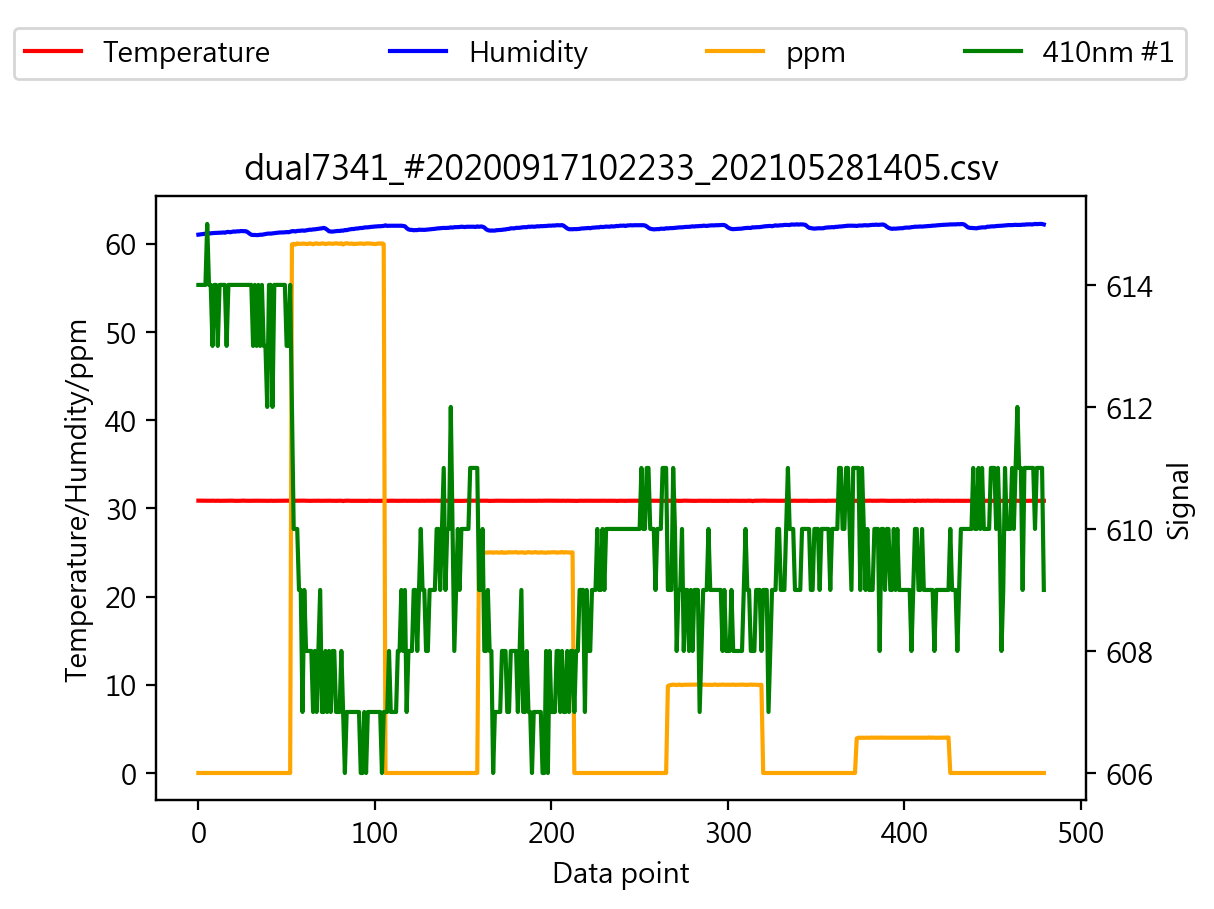 Temperature Humidity ppm 410nm #1
dual7341_#20200917102233_202105281405.csv
Temperature/Humdity/ppm
60
50
40
30
20
10
0
614
612
610
608
606
Signal
0 100 200 300 400 500
Data point